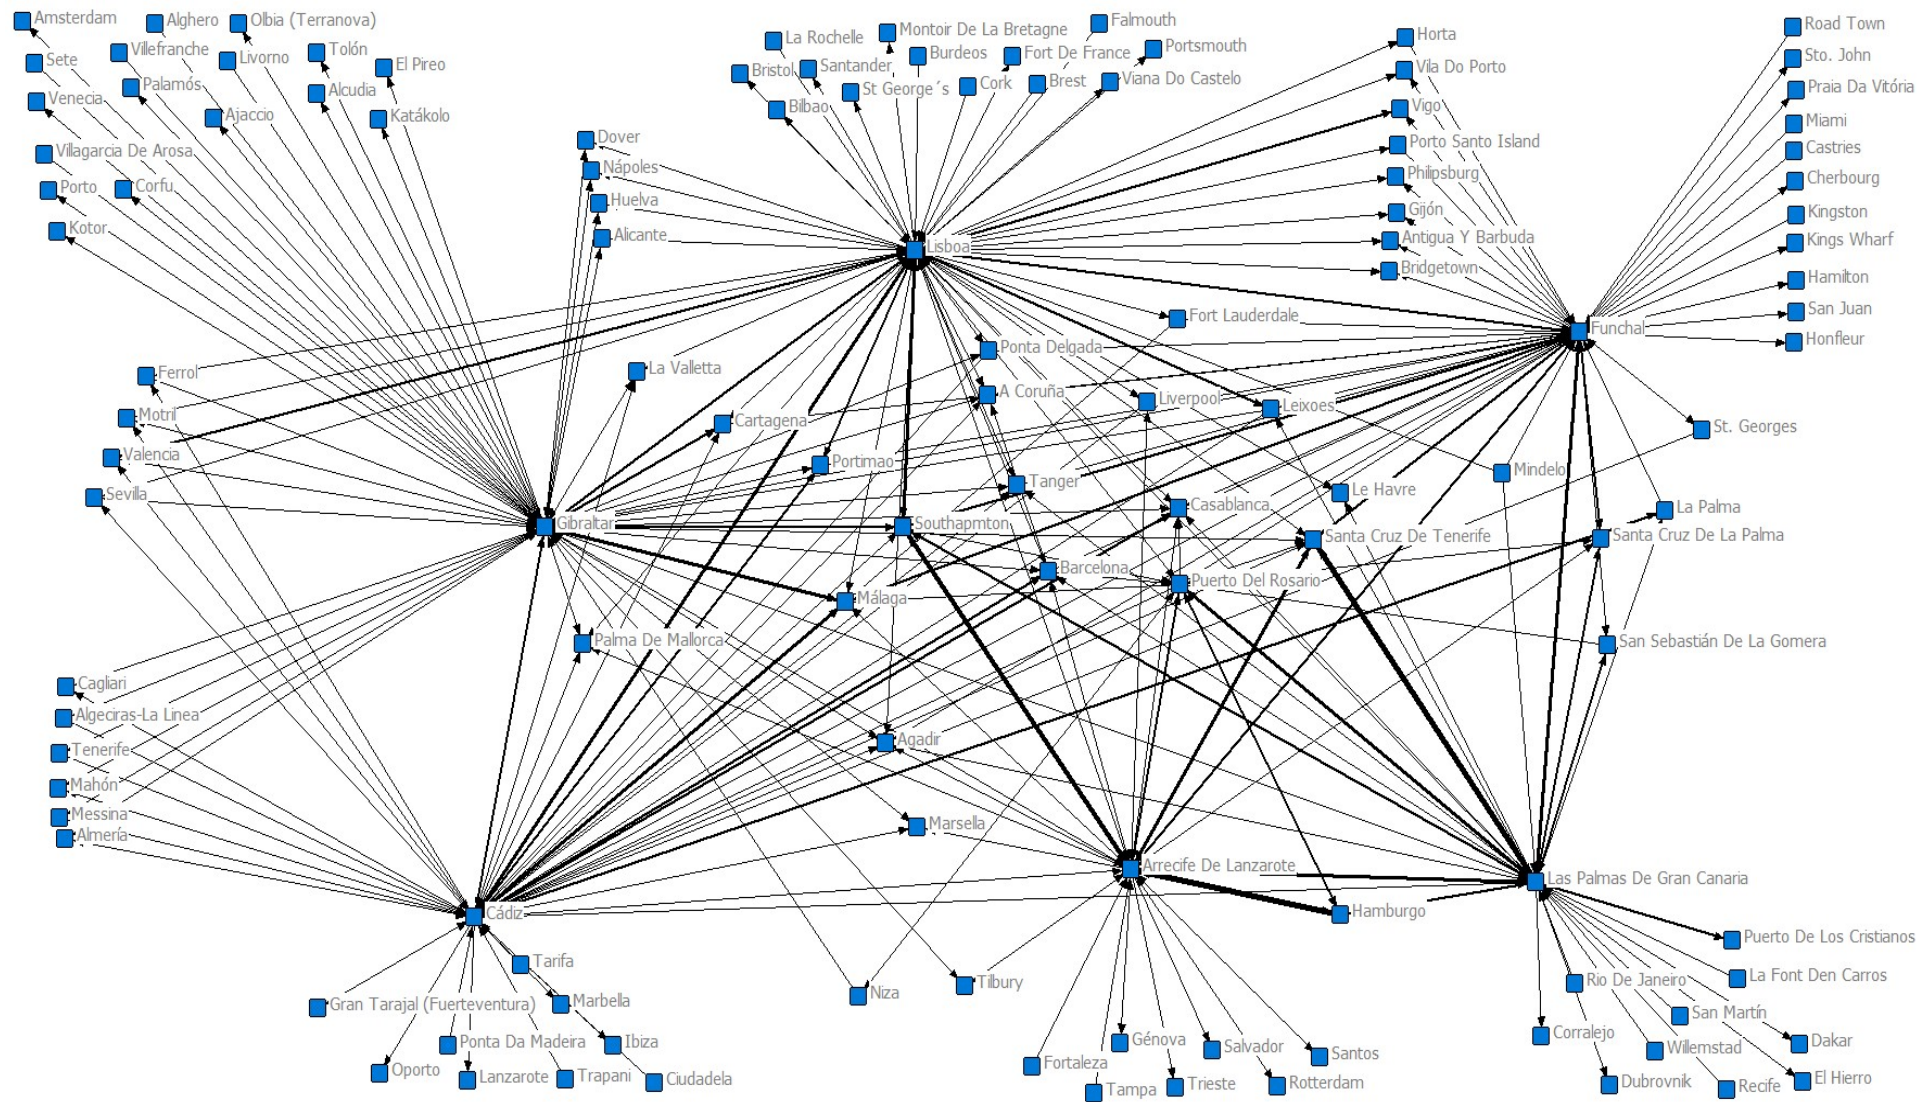 Amsterdam
Alghero
Olbia (Terranova)
Sete
Villefranche
Livorno
Tolón
El Pireo
Venecia
Palamós
Alcudia
Ajaccio
Katákolo
Villagarcia De Arosa
Porto
Corfu
Kotor
Dover
Nápoles
Huelva
Alicante
La Rochelle
Montoir De La Bretagne
Falmouth
Bristol
Santander
Burdeos
Fort De France
Portsmouth
Bilbao
St George´s
Cork
Brest
Viana Do Castelo
Lisboa
Horta
Vila Do Porto
Vigo
Porto Santo Island
Philipsburg
Gijón
Antigua Y Barbuda
Bridgetown
Road Town
Sto. John
Praia Da Vitória
Miami
Castries
Cherbourg
Kingston
Kings Wharf
Hamilton
San Juan
Honfleur
Funchal
Fort Lauderdale
Ponta Delgada
A Coruña
Liverpool
Leixoes
St. Georges
Ferrol
Motril
Valencia
Sevilla
La Valletta
Cartagena
Portimao
Tanger
Casablanca
Le Havre
Mindelo
La Palma
Gibraltar
Southapmton
Santa Cruz De Tenerife
Santa Cruz De La Palma
Barcelona
Puerto Del Rosario
Málaga
Palma De Mallorca
San Sebastián De La Gomera
Cagliari
Algeciras-La Linea
Tenerife
Mahón
Messina
Almería
Agadir
Marsella
Arrecife De Lanzarote
Las Palmas De Gran Canaria
Cádiz
Hamburgo
Tarifa
Gran Tarajal (Fuerteventura)
Marbella
Niza
Tilbury
Ponta Da Madeira
Ibiza
Oporto
Lanzarote
Trapani
Ciudadela
Fortaleza
Génova
Salvador
Santos
Tampa
Trieste
Rotterdam
Puerto De Los Cristianos
La Font Den Carros
Rio De Janeiro
San Martín
Corralejo
Willemstad
Dakar
Dubrovnik
Recife
El Hierro